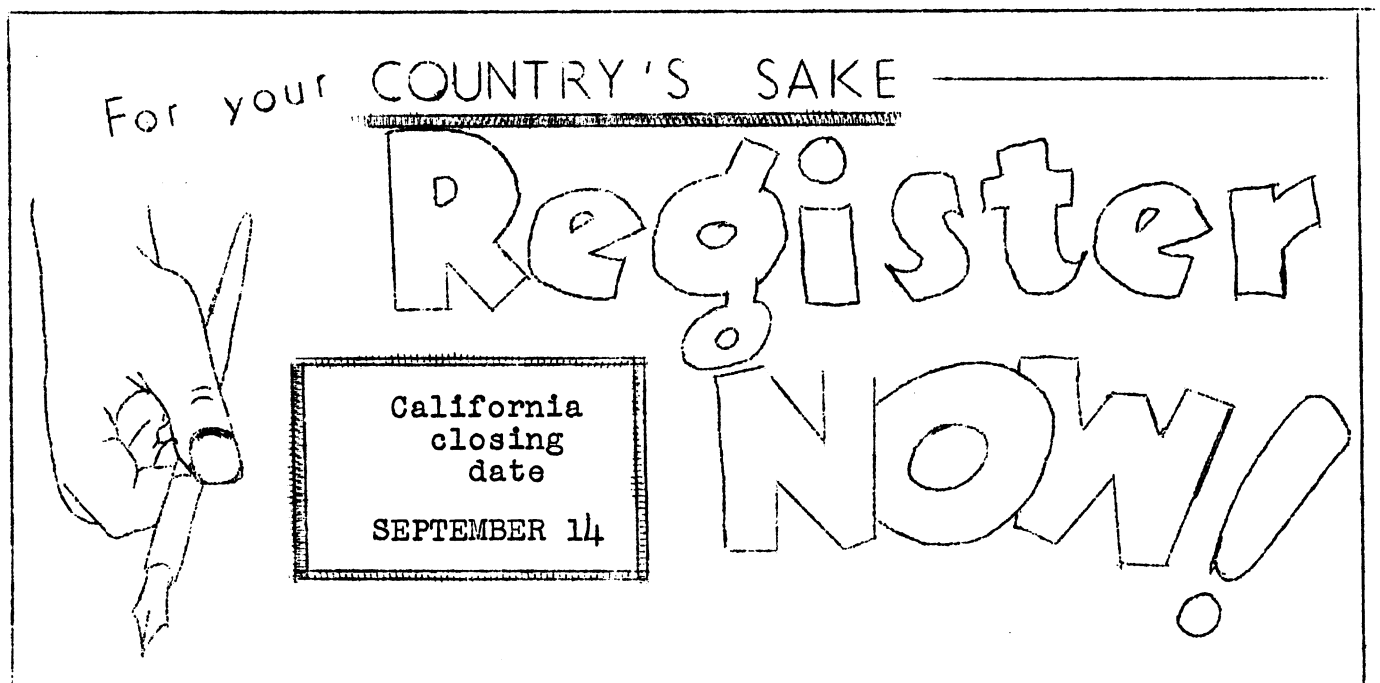 For your COUNTRY'S SAKE
Register
NOW!
California
closing
date
SEPTEMBER 14